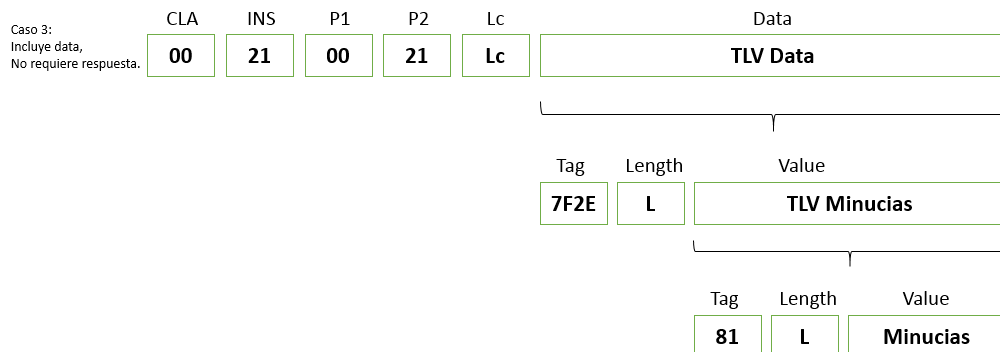 CLA INS P1 P2 Lc Data
Caso 3:
Incluye data,
No requiere respuesta.
00 21 00 21 Lc TLV Data
Tag Length Value
7F2E L TLV Minucias
Tag Length Value
81 L Minucias